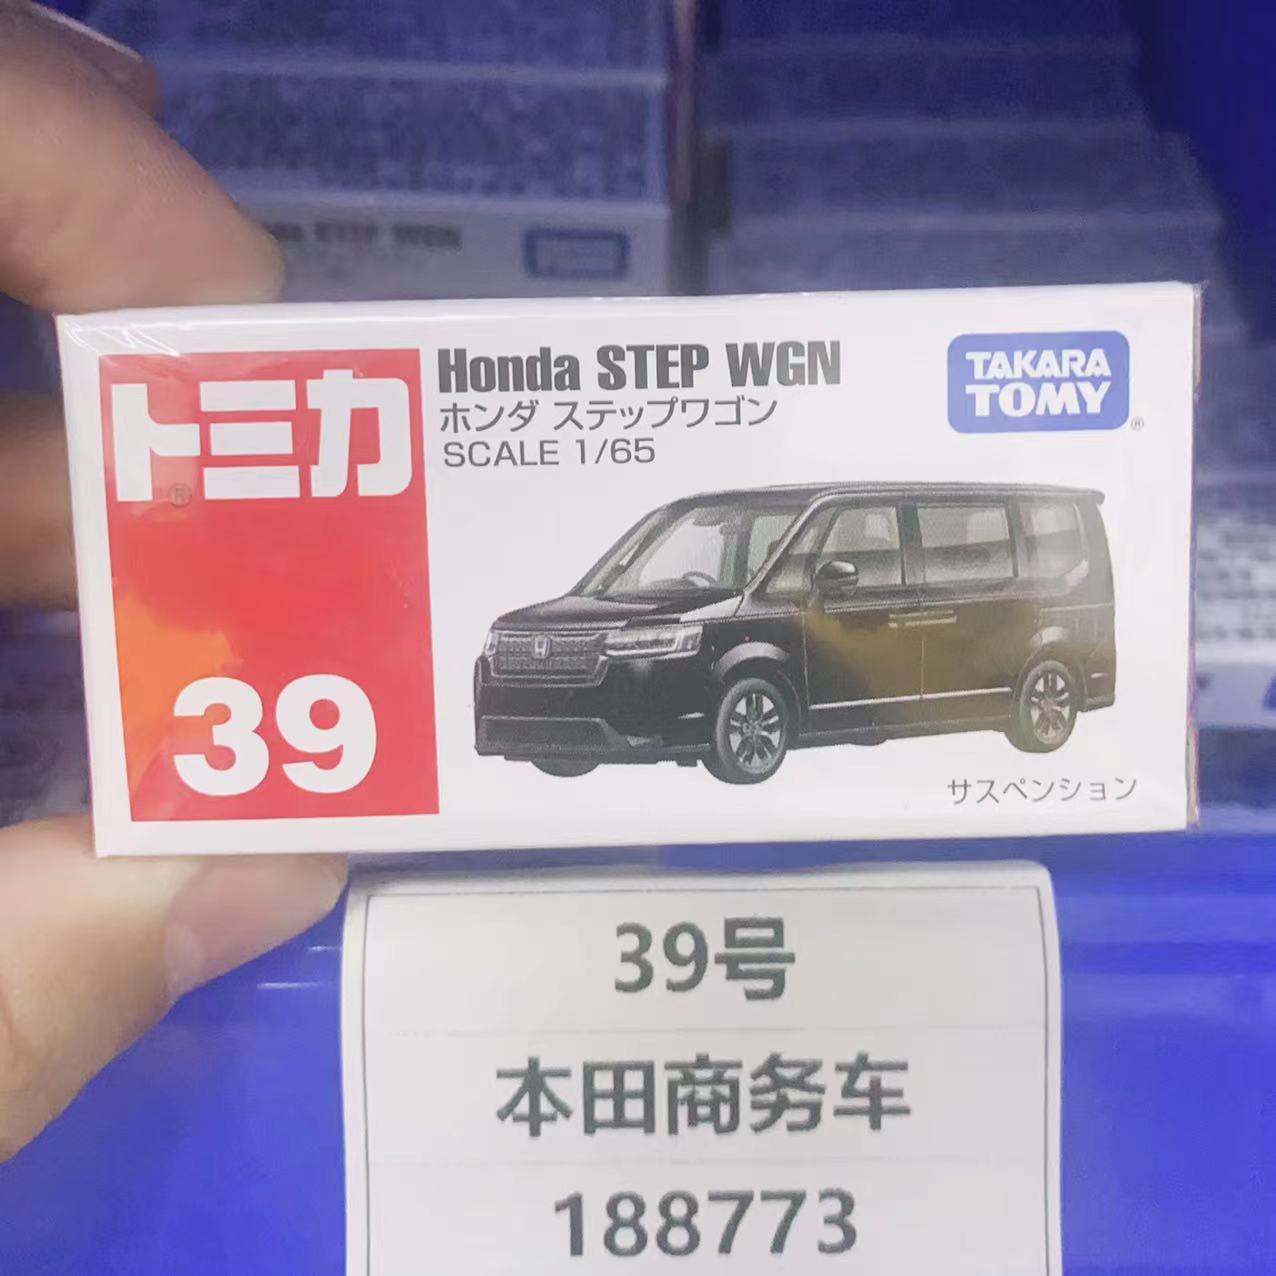 トミカ
®
39
Honda STEP WGN
ホンダ ステップワゴン
SCALE 1/65
TAKARA
TOMY
®
サスペンション
39号
本田商务车
188773